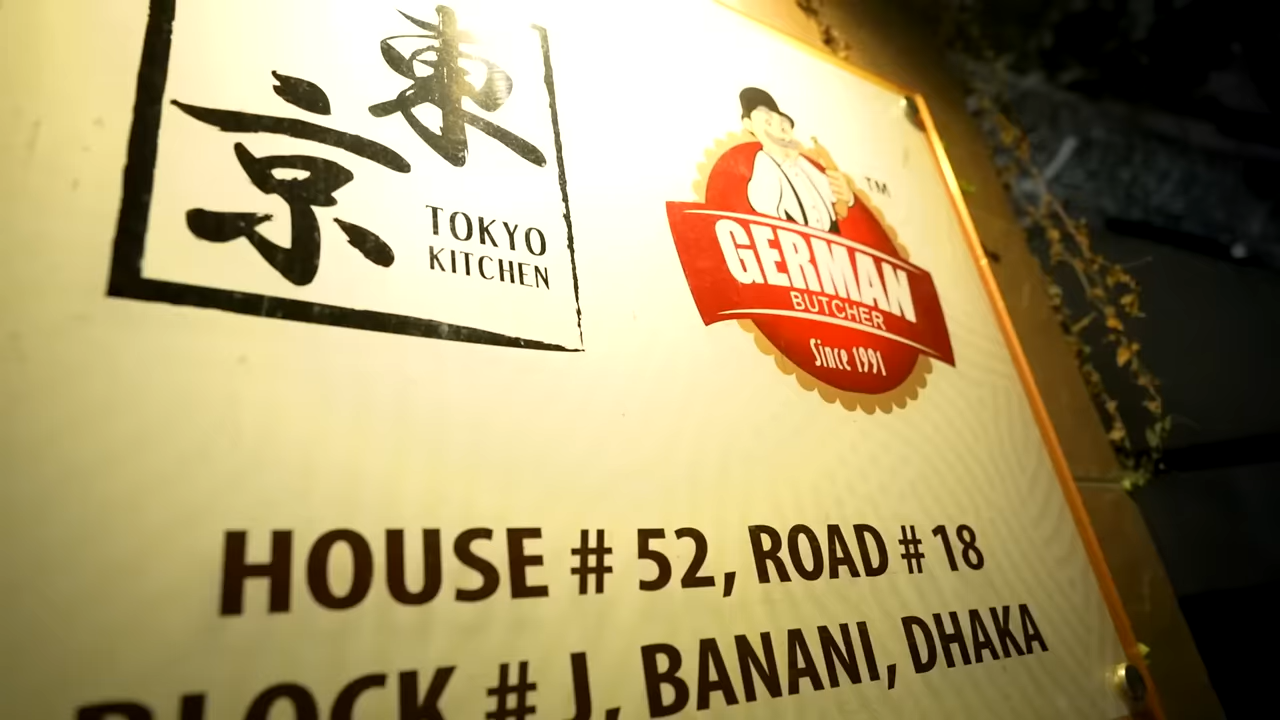 東京
TOKYO
KITCHEN
TM
GERMAN
BUTCHER
Since 1991
HOUSE # 52, ROAD # 18
BLOCK # J, BANANI, DHAKA